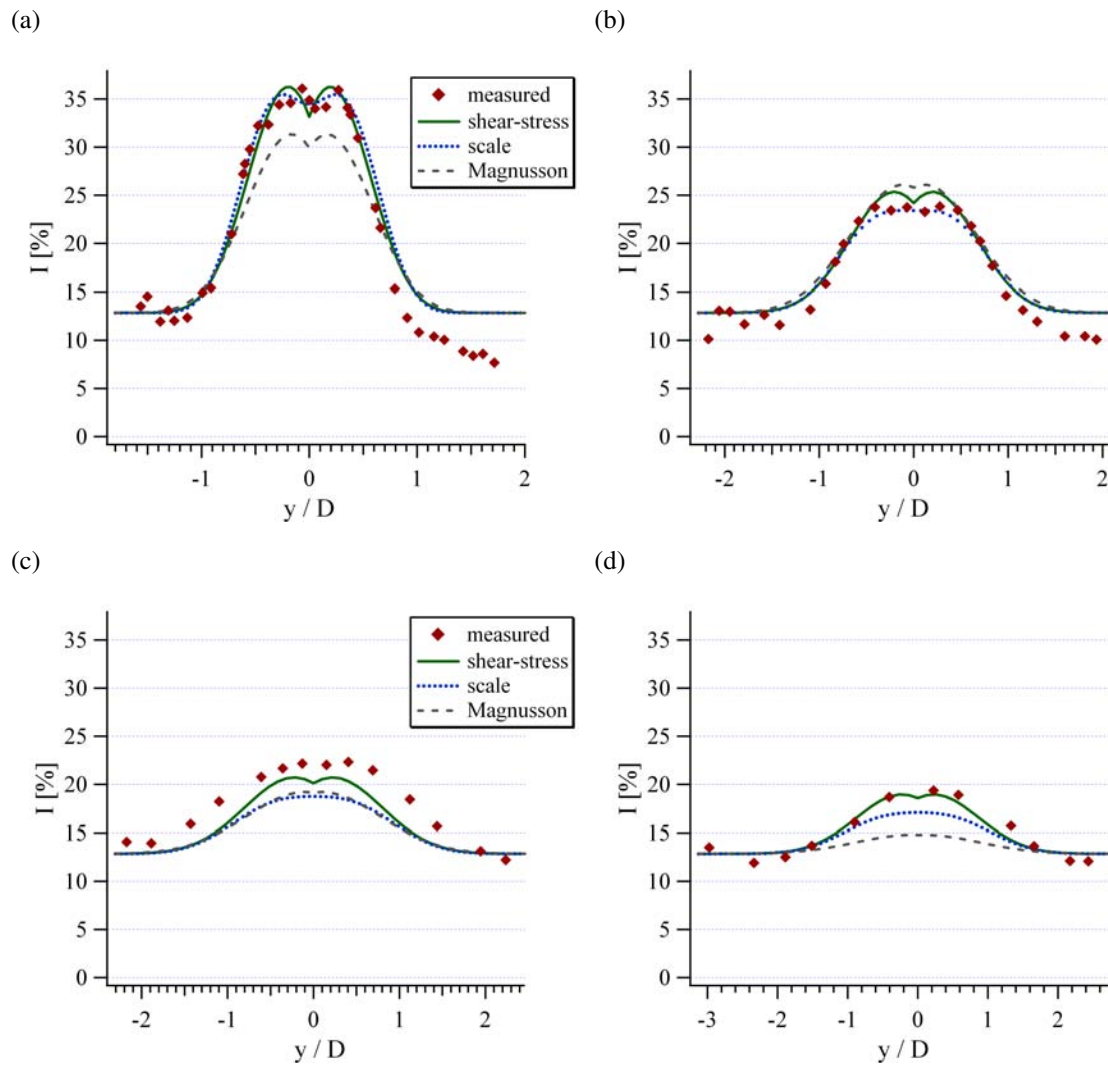 (a)
I [%]
35
30
25
20
15
10
5
0
-1
0
1
2
y / D
measured
shear-stress
scale
Magnusson
(b)
I [%]
35
30
25
20
15
10
5
0
-2
-1
0
1
2
y / D
(c)
I [%]
35
30
25
20
15
10
5
0
-2
-1
0
1
2
y / D
measured
shear-stress
scale
Magnusson
(d)
I [%]
35
30
25
20
15
10
5
0
-3
-2
-1
0
1
2
y / D